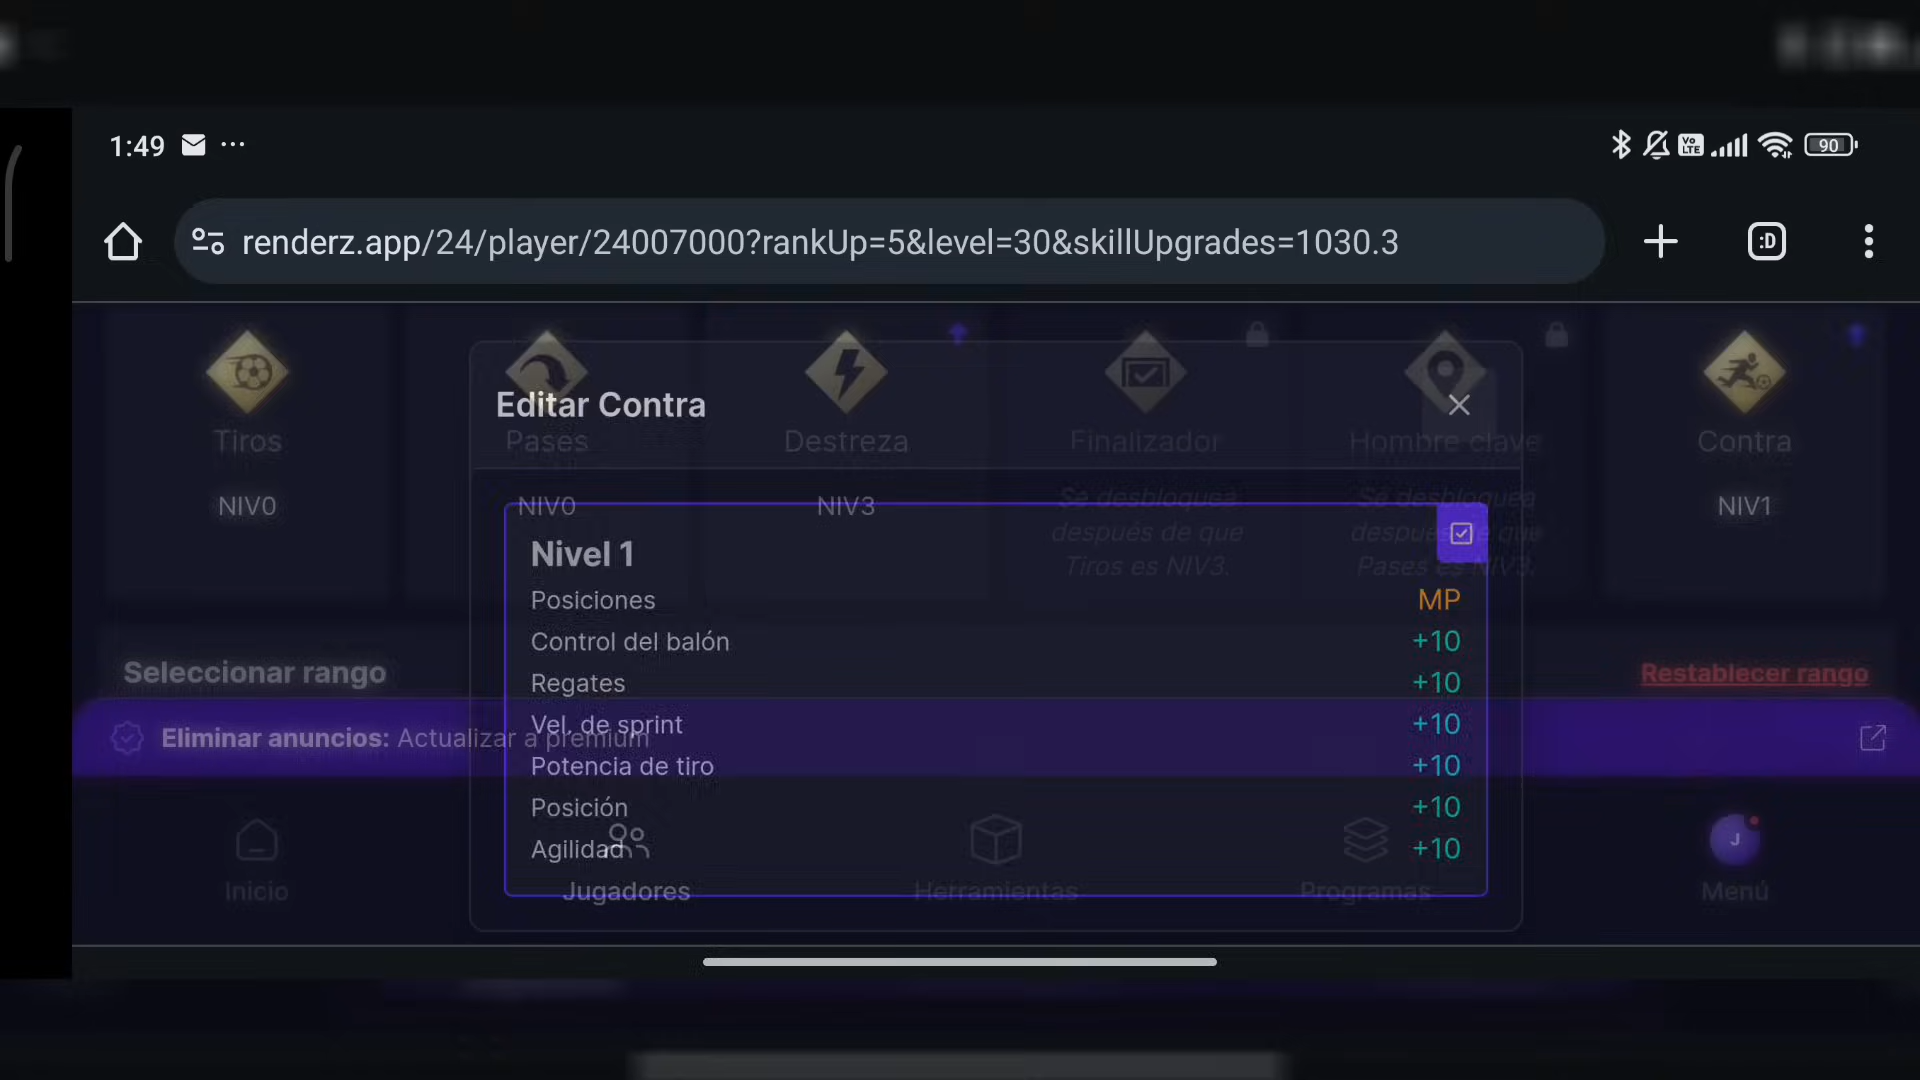 1:49
Vo LTE
90
renderz.app/24/player/24007000?rankUp=5&level=30&skillUpgrades=1030.3
:D
Editar Contra
Tiros
Pases
Destreza
Finalizador
Hombre clave
Contra
NIV0
NIV0
NIV3
Se desbloquea después de que Tiros es NIV3.
Se desbloquea después de que Pases es NIV3.
NIV1
Nivel 1
Posiciones MP
Control del balón +10
Regates +10
Vel. de sprint +10
Potencia de tiro +10
Posición +10
Agilidad +10
Seleccionar rango
Restablecer rango
Eliminar anuncios: Actualizar a premium
J
Inicio
Jugadores
Herramientas
Programas
Menú